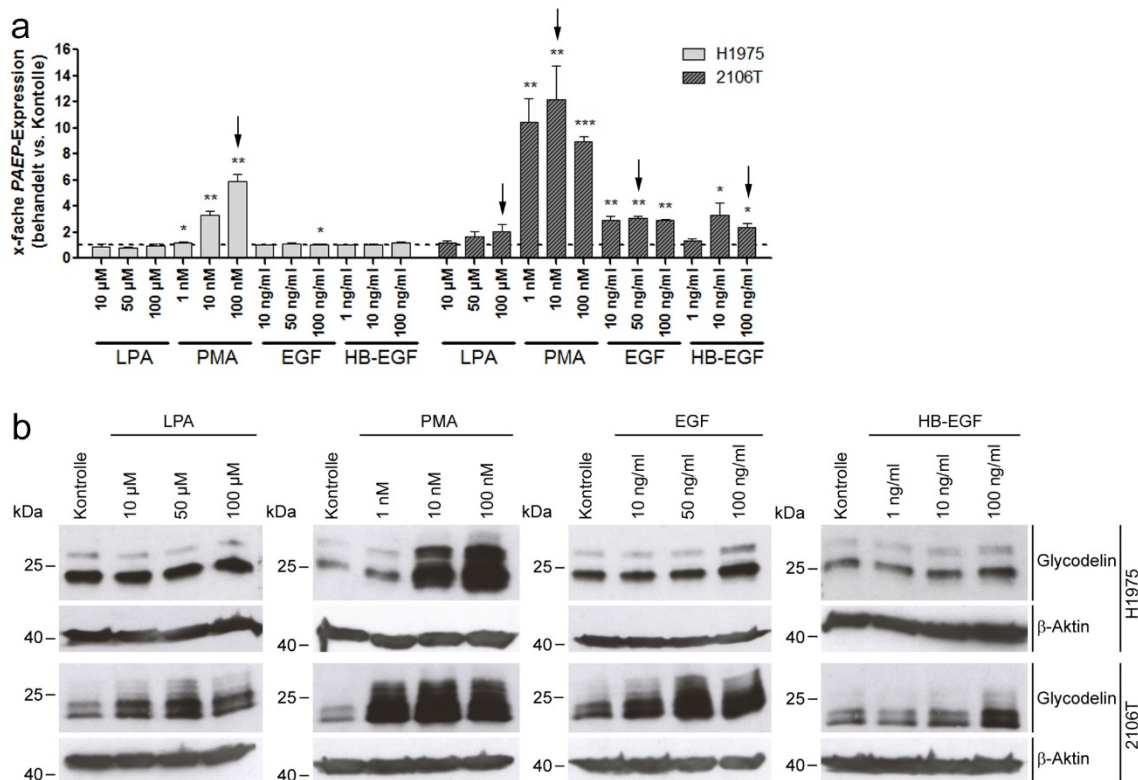 a
x-fache PAEP-Expression
(behandelt vs. Kontolle)
16
14
12
10
8
6
4
2
0
H1975
2106T
* ** ** *
** ** *** ** ** ** * *
10 µM 50 µM 100 µM 1 nM 10 nM 100 nM 10 ng/ml 50 ng/ml 100 ng/ml 1 ng/ml 10 ng/ml 100 ng/ml 10 µM 50 µM 100 µM 1 nM 10 nM 100 nM 10 ng/ml 50 ng/ml 100 ng/ml 1 ng/ml 10 ng/ml 100 ng/ml
LPA PMA EGF HB-EGF LPA PMA EGF HB-EGF
b
LPA PMA EGF HB-EGF
Kontrolle 10 µM 50 µM 100 µM Kontrolle 1 nM 10 nM 100 nM Kontrolle 10 ng/ml 50 ng/ml 100 ng/ml Kontrolle 1 ng/ml 10 ng/ml 100 ng/ml
kDa kDa kDa kDa
25 25 25 25 Glycodelin
40 40 40 40 β-Aktin
H1975
25 25 25 25 Glycodelin
40 40 40 40 β-Aktin
2106T